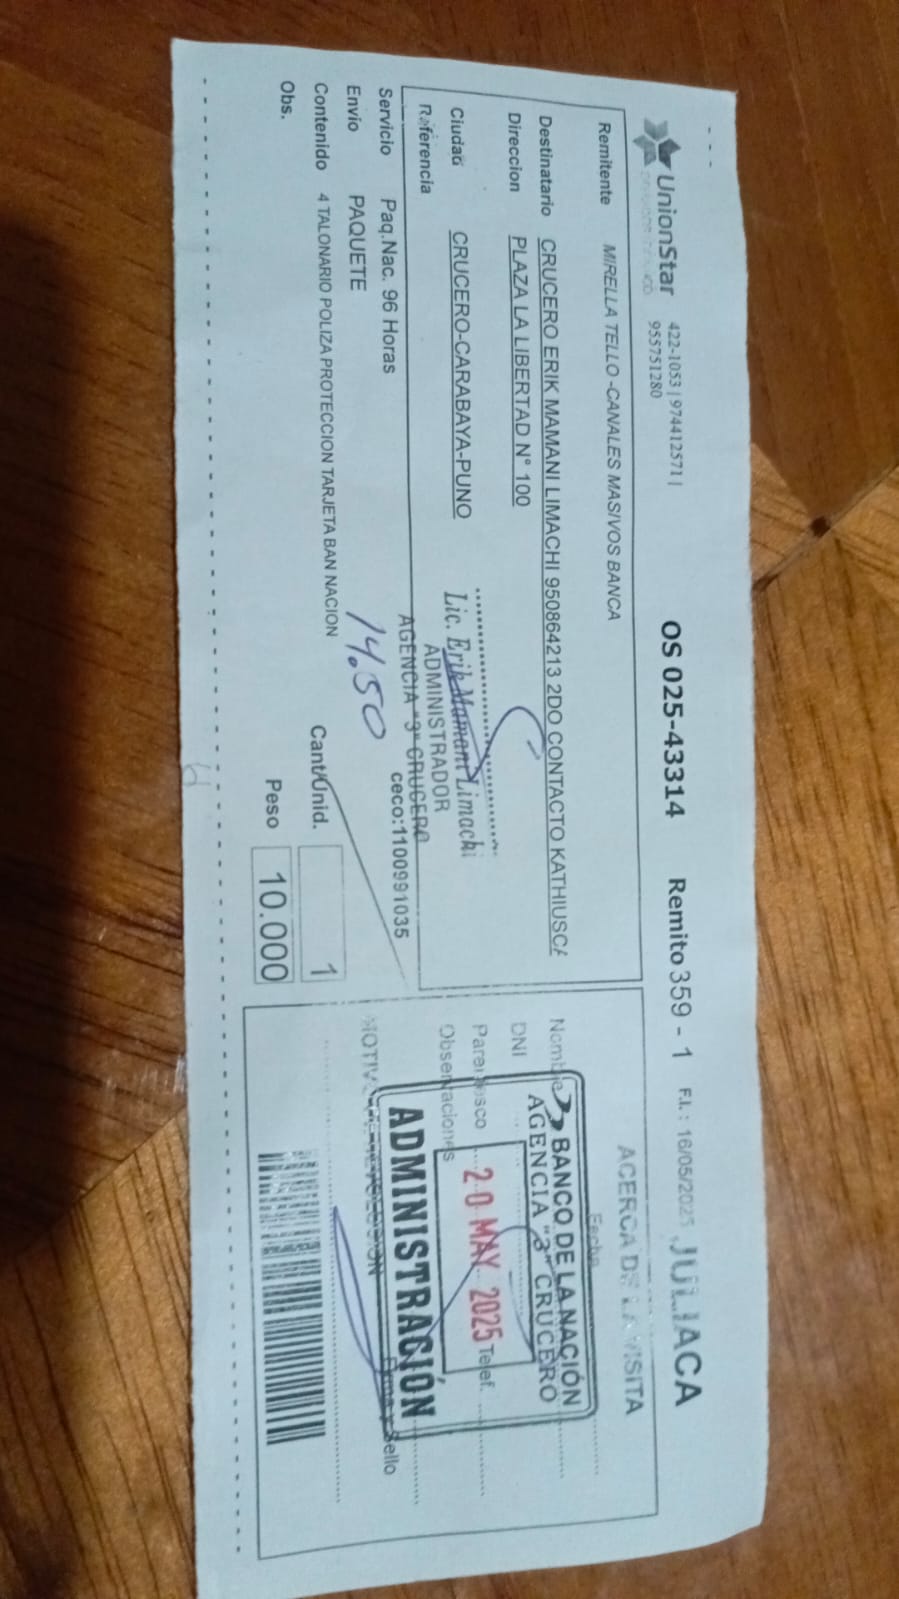 UnionStar 422-1053 | 974412571 |
955751280
OS 025-43314 Remito 359 - 1 F.I.: 16/05/2025 JULIACA
Remitente MIRELLA TELLO -CANALES MASIVOS BANCA
Destinatario CRUCERO ERIK MAMANI LIMACHI 950864213 2DO CONTACTO KATHIUSCA
Direccion PLAZA LA LIBERTAD N° 100
Ciudad CRUCERO-CARABAYA-PUNO
Referencia
Lic. Erik Mamani Limachi
ADMINISTRADOR
AGENCIA "3" CRUCERO
ceco:1100991035
Servicio Paq.Nac. 96 Horas
Envio PAQUETE
14.50
Contenido 4 TALONARIO POLIZA PROTECCION TARJETA BAN NACION
Obs.
Cant/Unid. 1
Peso 10.000
ACERCA DE LA VISITA
Fecha
Nombre
DNI
Parentesco Telef.
Observaciones
Firma y Sello
BANCO DE LA NACIÓN
AGENCIA "3" CRUCERO
20 MAY 2025
ADMINISTRACIÓN